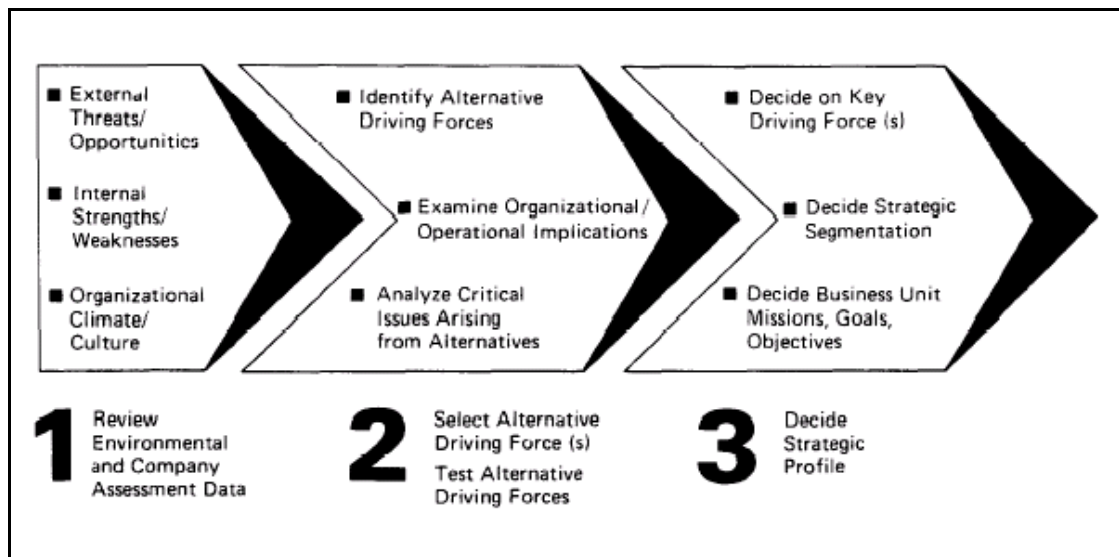 ■ External
Threats/
Opportunities
■ Internal
Strengths/
Weaknesses
■ Organizational
Climate/
Culture
■ Identify Alternative
Driving Forces
■ Examine Organizational/
Operational Implications
■ Analyze Critical
Issues Arising
from Alternatives
■ Decide on Key
Driving Force (s)
■ Decide Strategic
Segmentation
■ Decide Business Unit
Missions, Goals,
Objectives
1
Review
Environmental
and Company
Assessment Data
2
Select Alternative
Driving Force (s)
Test Alternative
Driving Forces
3
Decide
Strategic
Profile